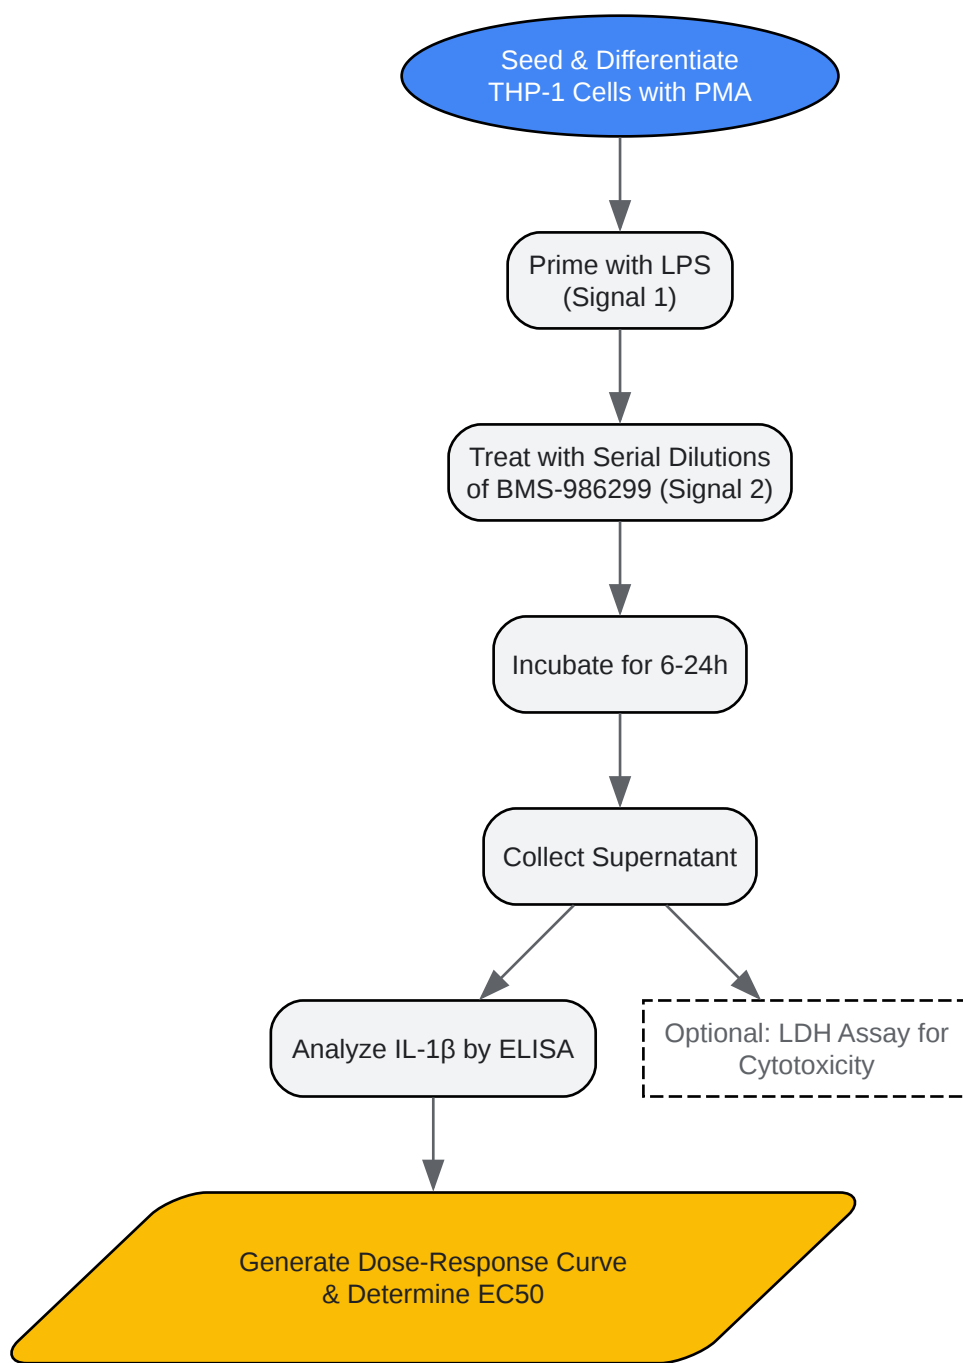 Seed & Differentiate
THP-1 Cells with PMA
Prime with LPS
(Signal 1)
Treat with Serial Dilutions
of BMS-986299 (Signal 2)
Incubate for 6-24h
Collect Supernatant
Analyze IL-1β by ELISA
Optional: LDH Assay for
Cytotoxicity
Generate Dose-Response Curve
& Determine EC50